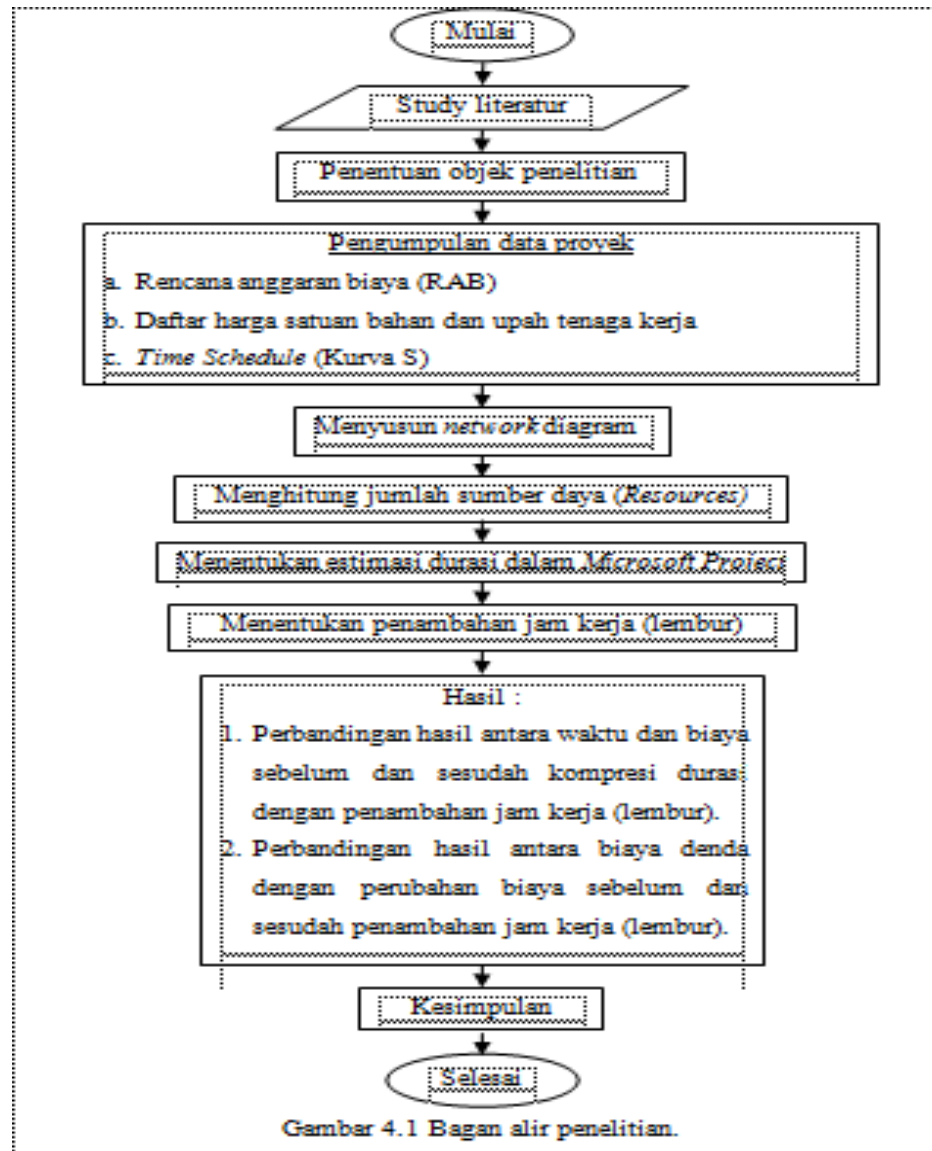 Mulai
Study literatur
Penentuan objek penelitian
Pengumpulan data proyek
a. Rencana anggaran biaya (RAB)
b. Daftar harga satuan bahan dan upah tenaga kerja
c. Time Schedule (Kurva S)
Menyusun network diagram
Menghitung jumlah sumber daya (Resources)
Menentukan estimasi durasi dalam Microsoft Project
Menentukan penambahan jam kerja (lembur)
Hasil :
1. Perbandingan hasil antara waktu dan biaya
sebelum dan sesudah kompresi durasi
dengan penambahan jam kerja (lembur).
2. Perbandingan hasil antara biaya denda
dengan perubahan biaya sebelum dan
sesudah penambahan jam kerja (lembur).
Kesimpulan
Selesai
Gambar 4.1 Bagan alir penelitian.